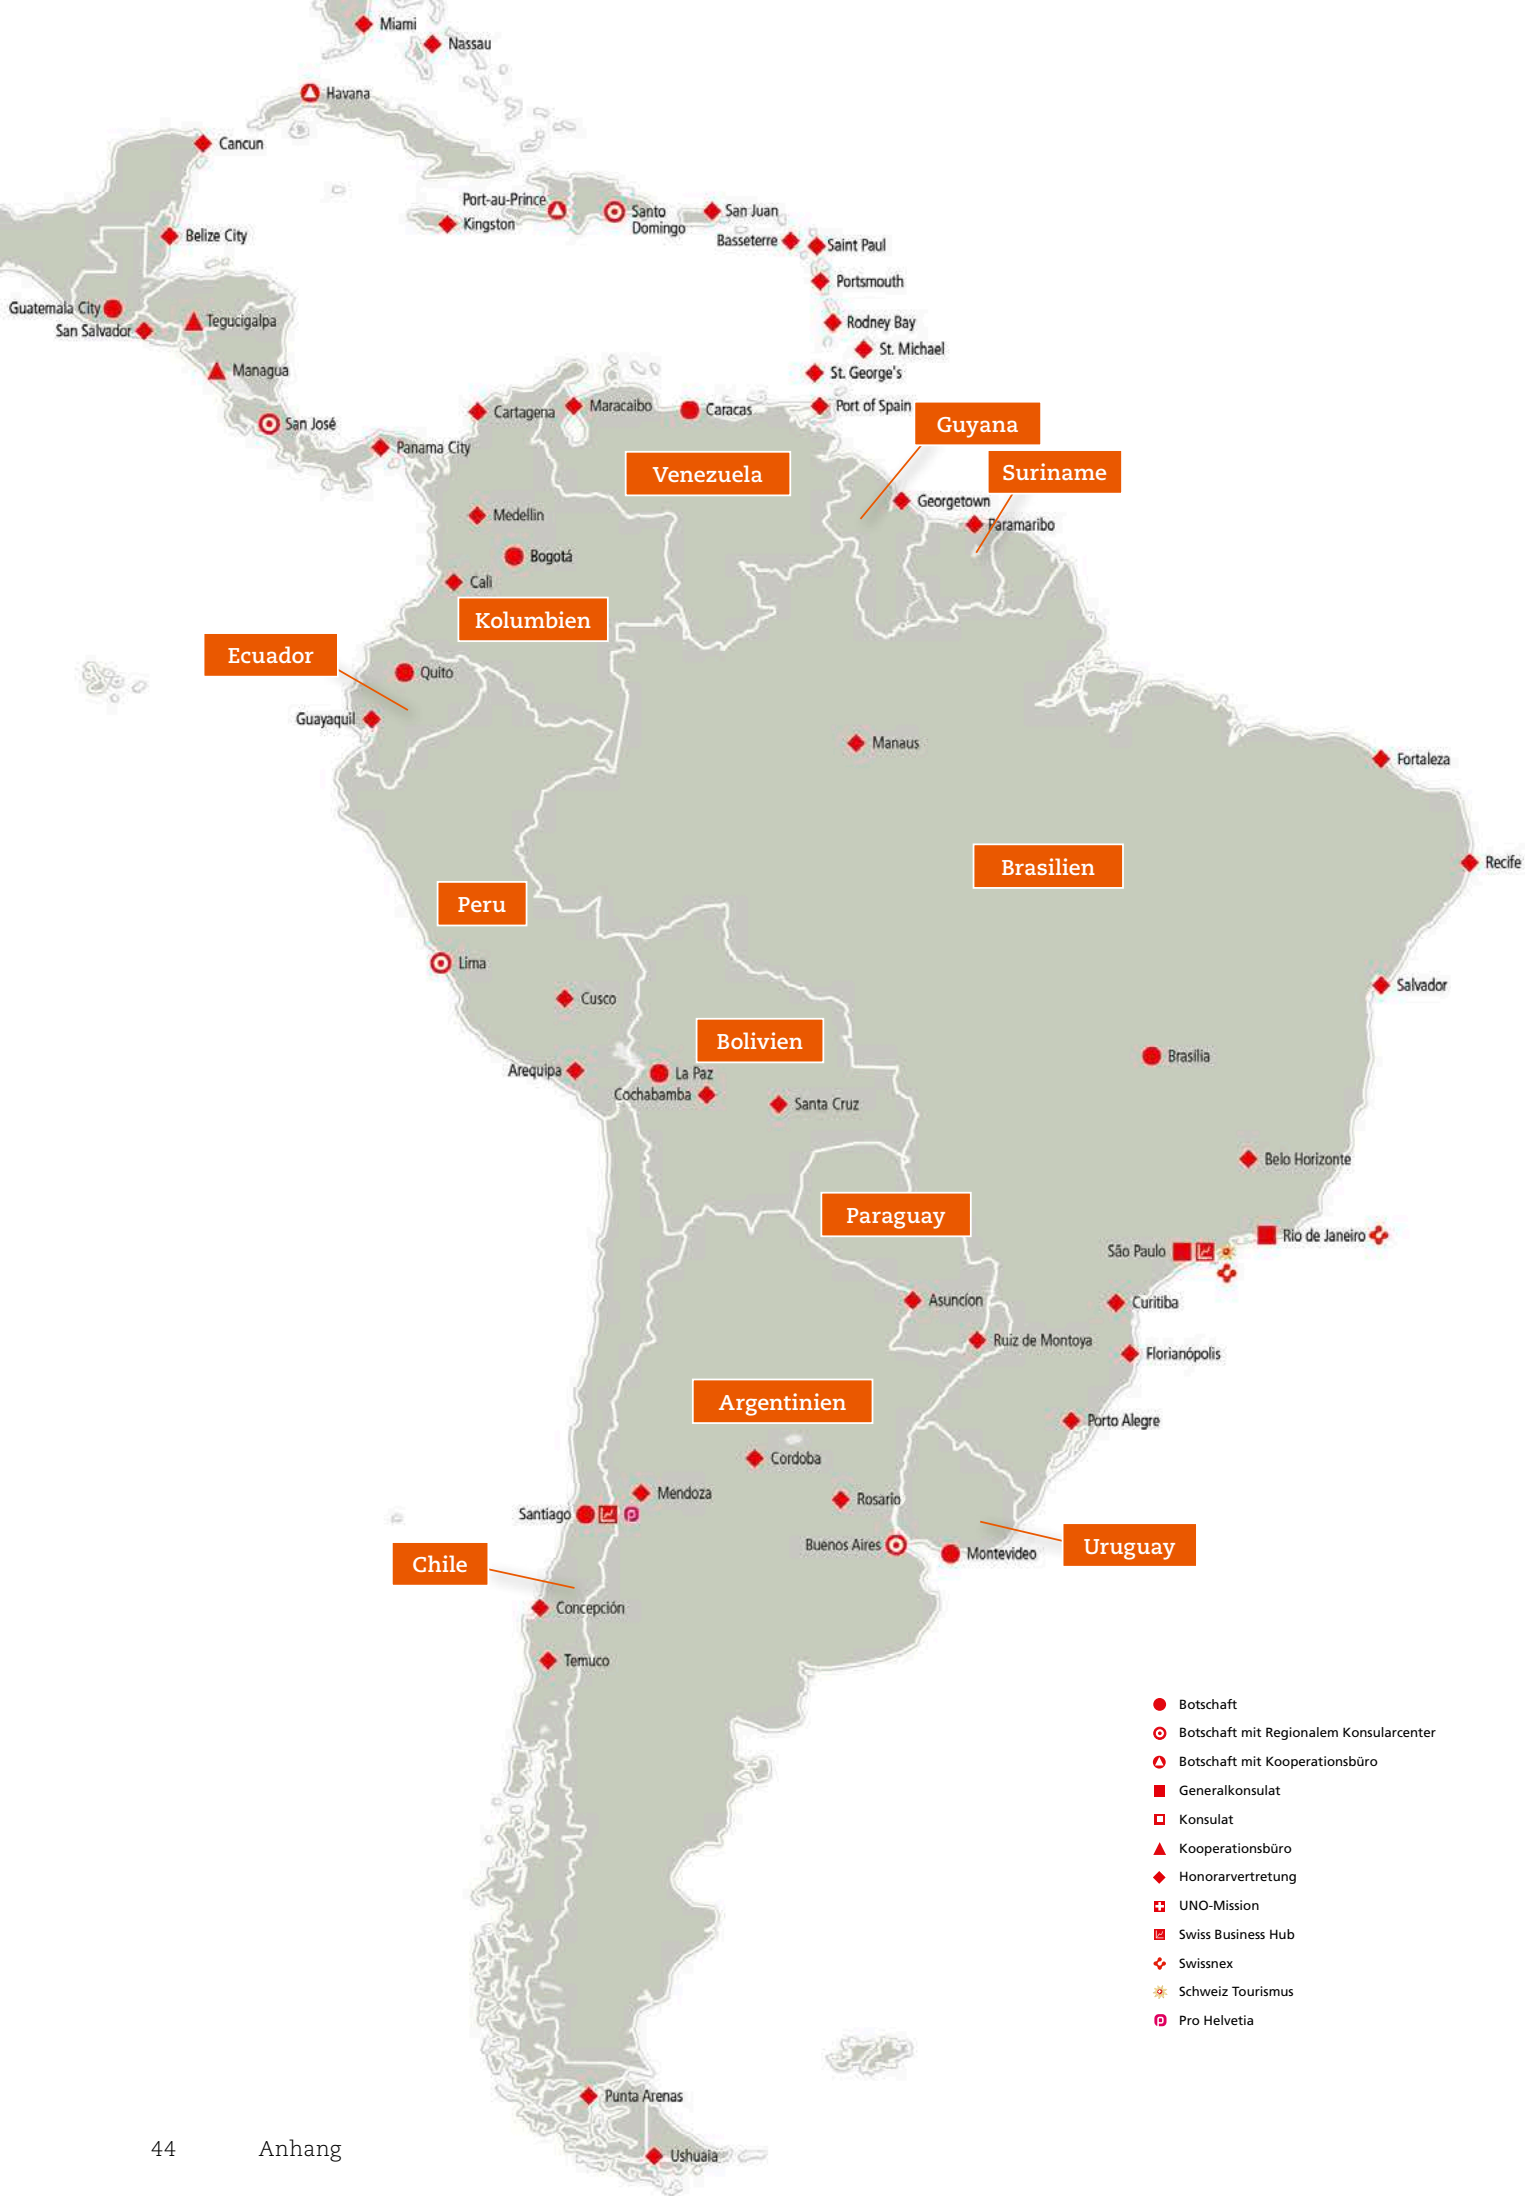 Miami
Nassau
Havana
Cancun
Port-au-Prince
Kingston
Santo
Domingo
San Juan
Basseterre
Saint Paul
Belize City
Portsmouth
Guatemala City
San Salvador
Tegucigalpa
Rodney Bay
St. Michael
Managua
St. George's
San José
Cartagena
Maracaibo
Caracas
Port of Spain
Guyana
Panama City
Venezuela
Suriname
Georgetown
Medellin
Paramaribo
Bogotá
Cali
Kolumbien
Ecuador
Quito
Guayaquil
Manaus
Fortaleza
Brasilien
Recife
Peru
Lima
Cusco
Salvador
Bolivien
Arequipa
La Paz
Brasilia
Cochabamba
Santa Cruz
Belo Horizonte
Paraguay
Rio de Janeiro
São Paulo
Asuncíon
Curitiba
Ruiz de Montoya
Florianópolis
Argentinien
Porto Alegre
Cordoba
Mendoza
Rosario
Santiago
Buenos Aires
Montevideo
Uruguay
Chile
Concepción
Temuco
Botschaft
Botschaft mit Regionalem Konsularcenter
Botschaft mit Kooperationsbüro
Generalkonsulat
Konsulat
Kooperationsbüro
Honorarvertretung
UNO-Mission
Swiss Business Hub
Swissnex
Schweiz Tourismus
Pro Helvetia
Punta Arenas
Ushuaia
44 Anhang